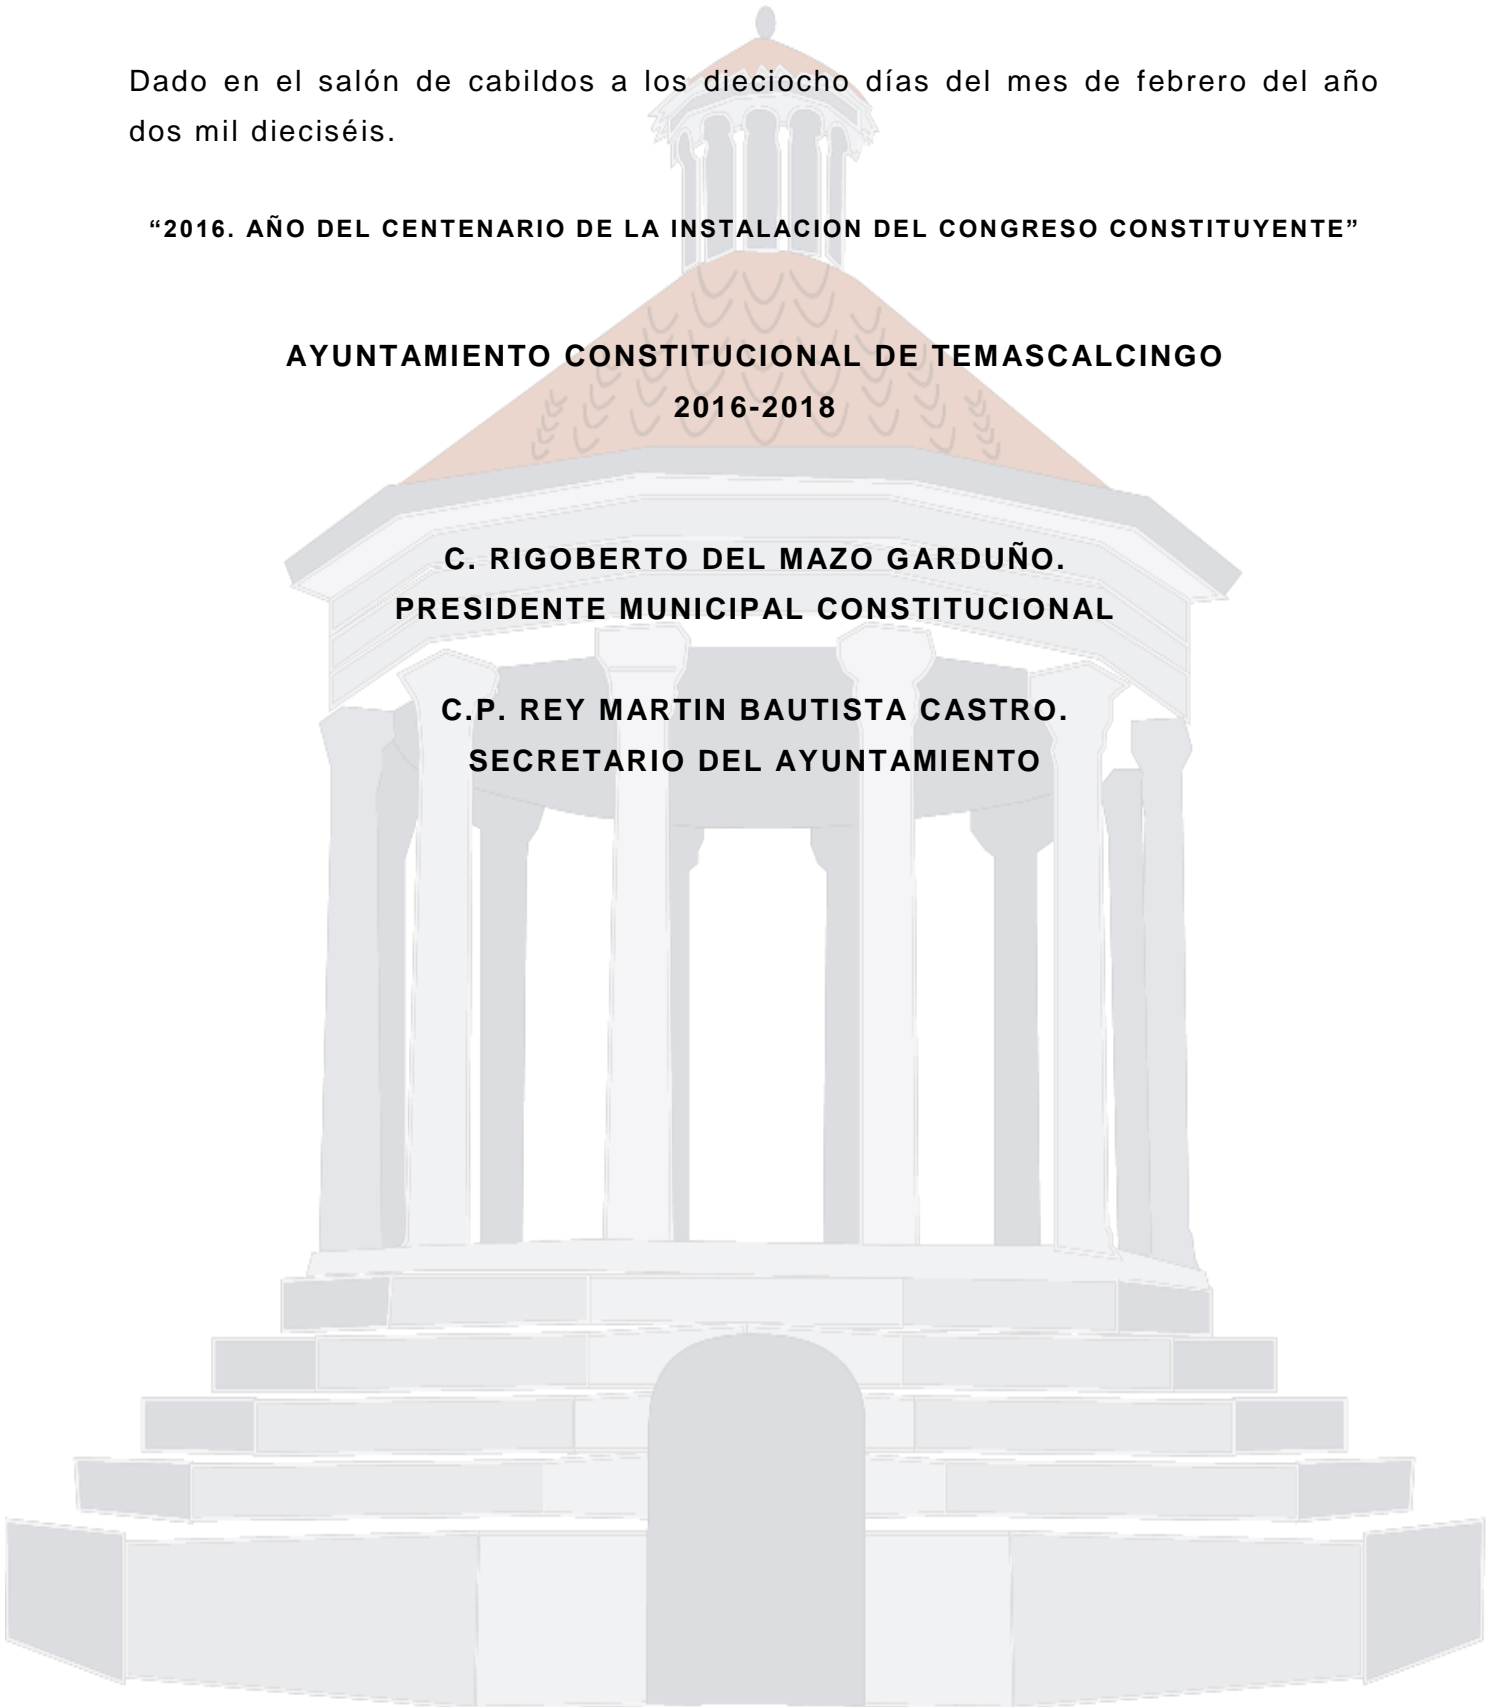 Dado en el salón de cabildos a los dieciocho días del mes de febrero del año
dos mil dieciséis.
“2016. AÑO DEL CENTENARIO DE LA INSTALACION DEL CONGRESO CONSTITUYENTE”
AYUNTAMIENTO CONSTITUCIONAL DE TEMASCALCINGO
2016-2018
C. RIGOBERTO DEL MAZO GARDUÑO.
PRESIDENTE MUNICIPAL CONSTITUCIONAL
C.P. REY MARTIN BAUTISTA CASTRO.
SECRETARIO DEL AYUNTAMIENTO